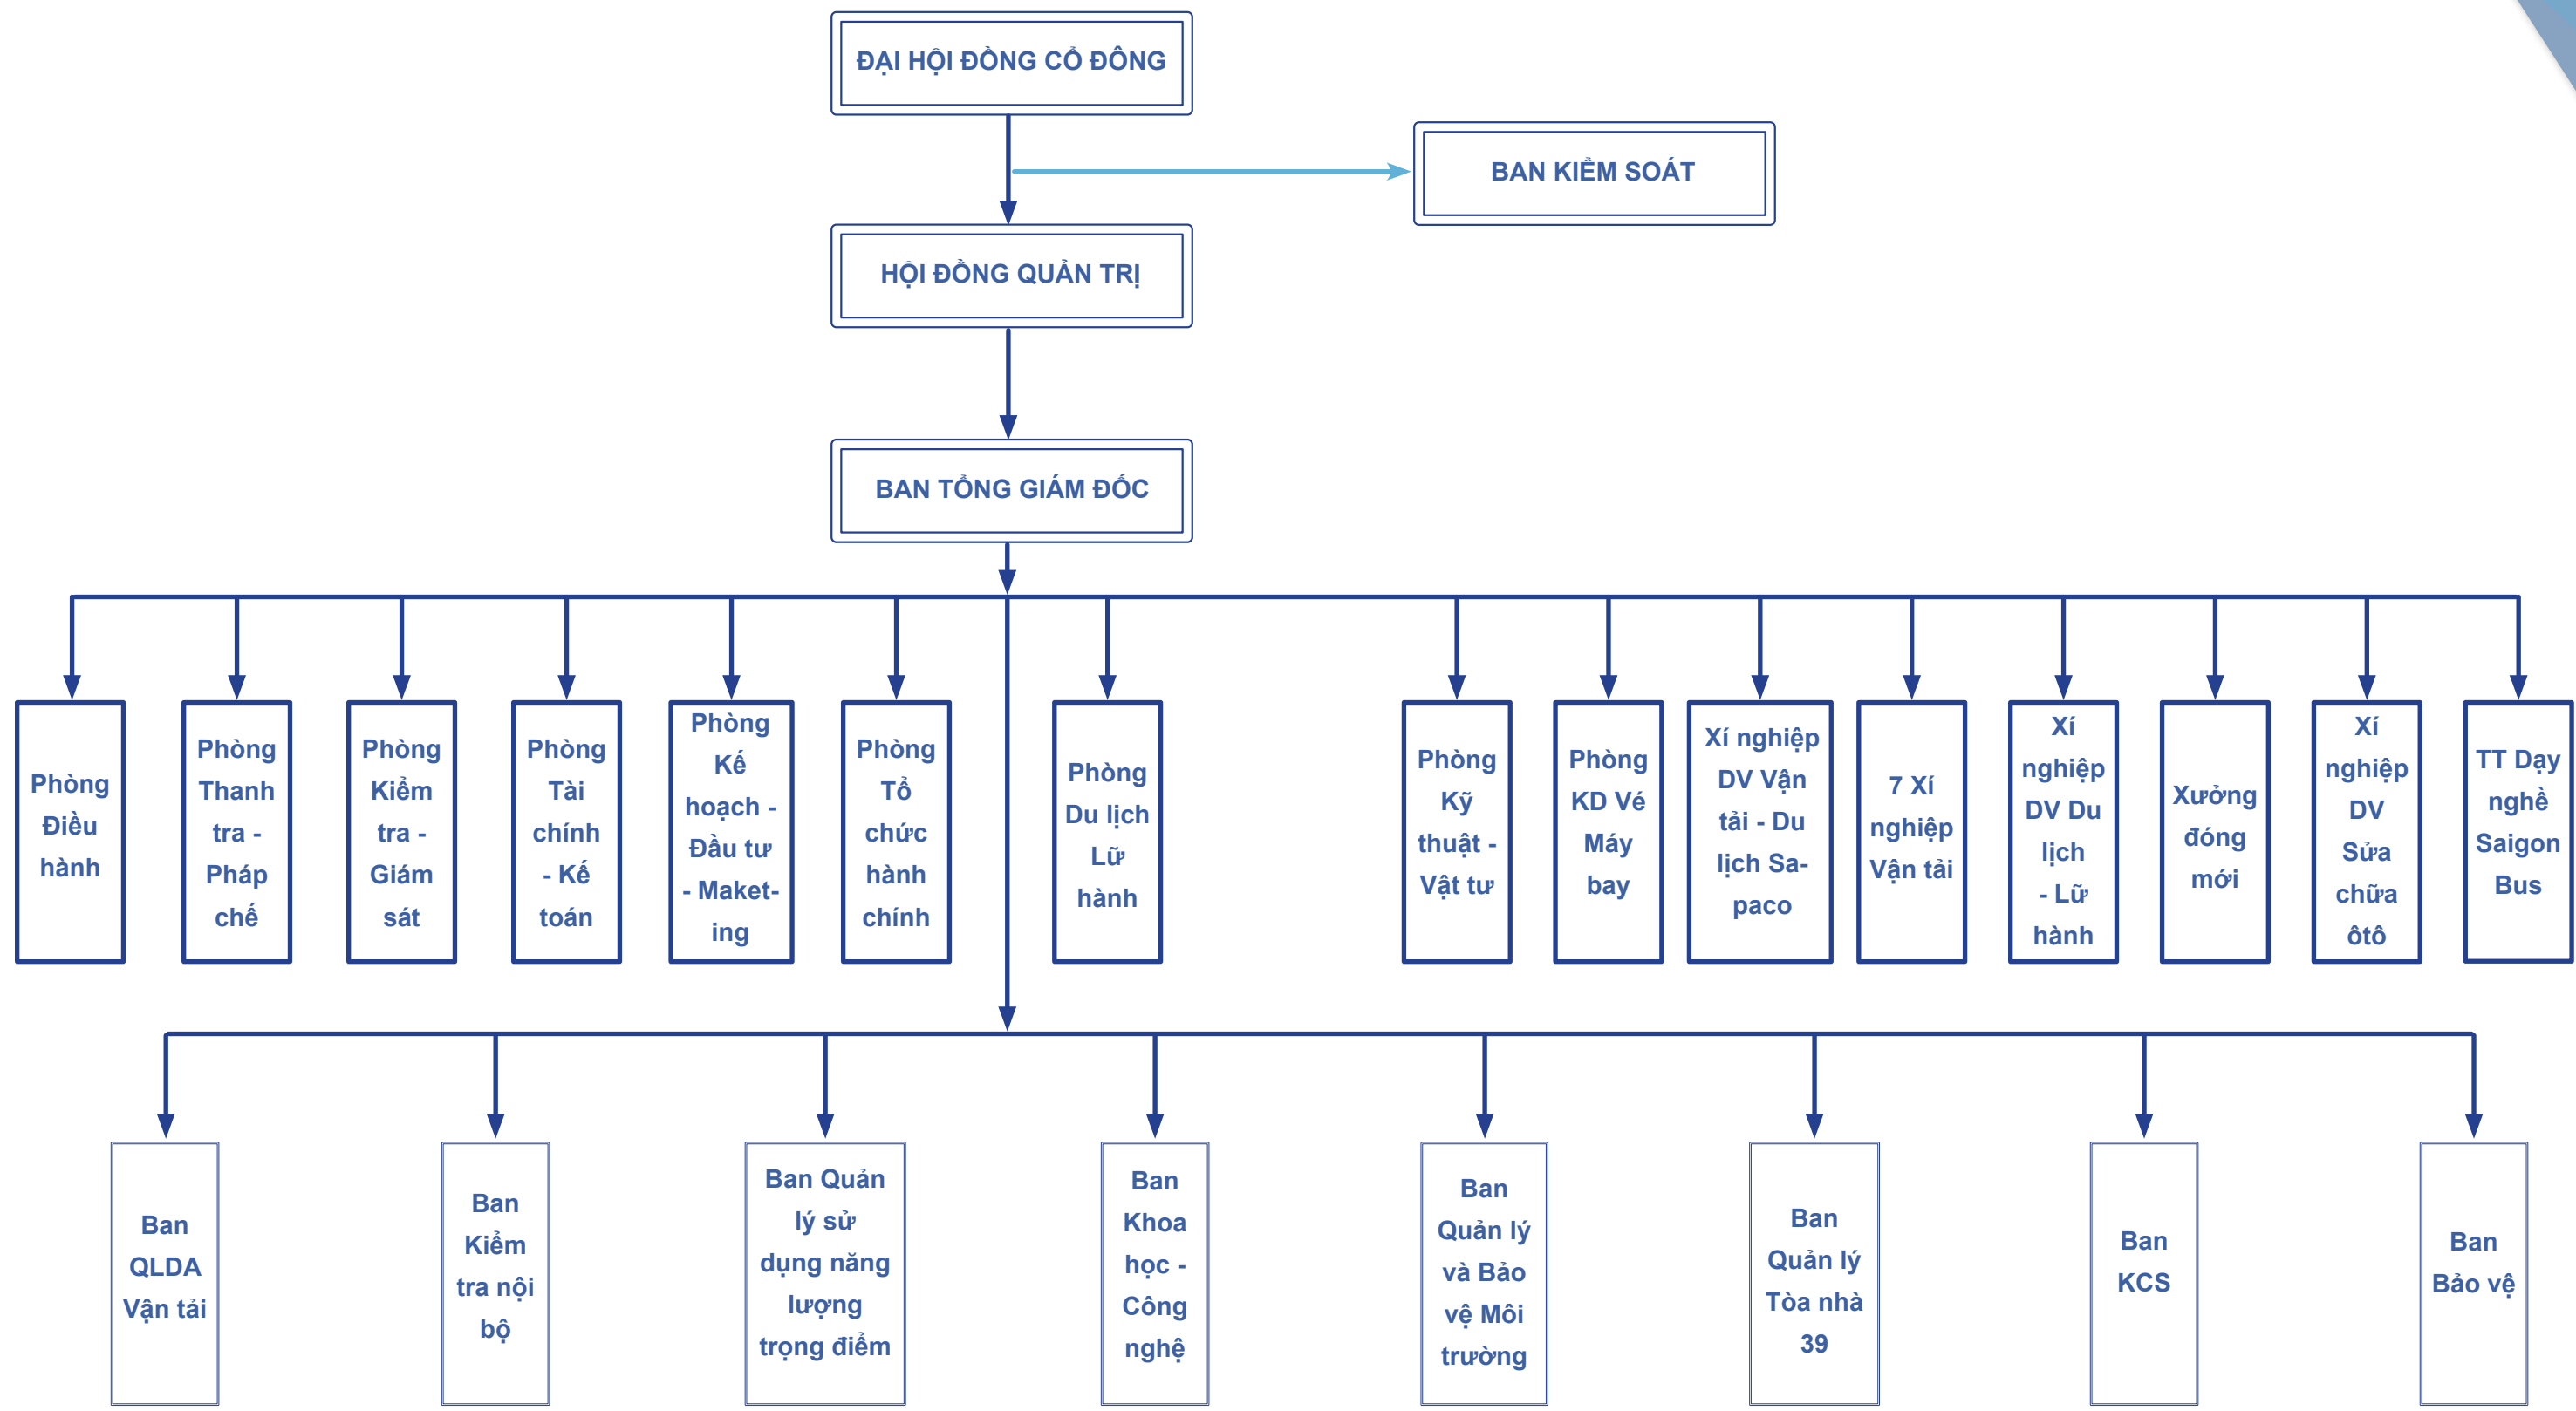 ĐẠI HỘI ĐỒNG CỔ ĐÔNG
BAN KIỂM SOÁT
HỘI ĐỒNG QUẢN TRỊ
BAN TỔNG GIÁM ĐỐC
Phòng
Điều
hành
Phòng
Thanh
tra -
Pháp
chế
Phòng
Kiểm
tra -
Giám
sát
Phòng
Tài
chính
- Kế
toán
Phòng
Kế
hoạch -
Đầu tư
- Maket-
ing
Phòng
Tổ
chức
hành
chính
Phòng
Du lịch
Lữ
hành
Phòng
Kỹ
thuật -
Vật tư
Phòng
KD Vé
Máy
bay
Xí nghiệp
DV Vận
tải - Du
lịch Sa-
paco
7 Xí
nghiệp
Vận tải
Xí
nghiệp
DV Du
lịch
- Lữ
hành
Xưởng
đóng
mới
Xí
nghiệp
DV
Sửa
chữa
ôtô
TT Dạy
nghề
Saigon
Bus
Ban
QLDA
Vận tải
Ban
Kiểm
tra nội
bộ
Ban Quản
lý sử
dụng năng
lượng
trọng điểm
Ban
Khoa
học -
Công
nghệ
Ban
Quản lý
và Bảo
vệ Môi
trường
Ban
Quản lý
Tòa nhà
39
Ban
KCS
Ban
Bảo vệ